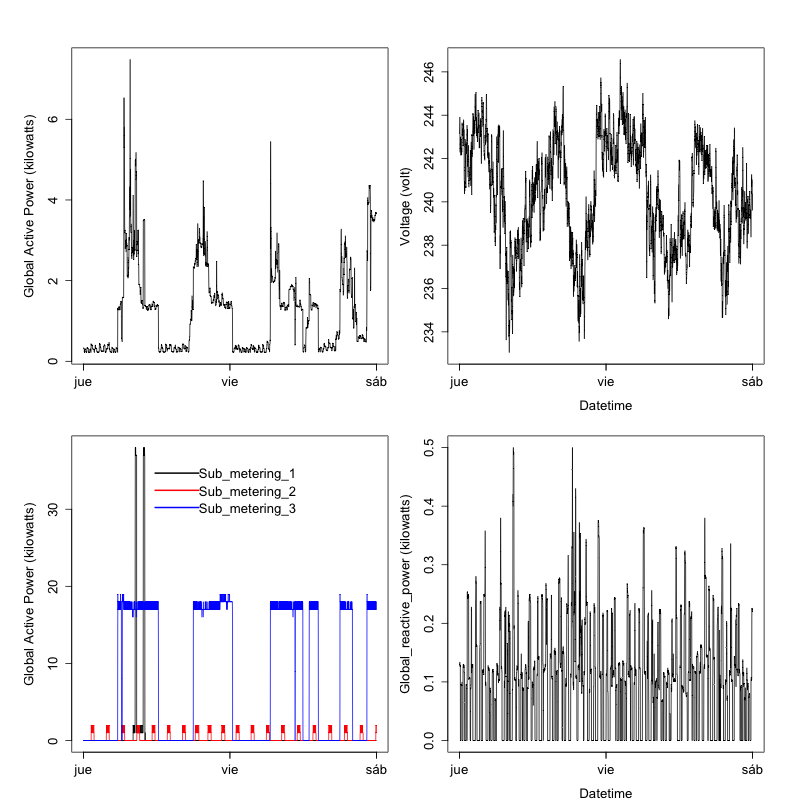 Global Active Power (kilowatts)
0
2
4
6
jue
vie
sáb
Voltage (volt)
234
236
238
240
242
244
246
jue
vie
sáb
Datetime
Global Active Power (kilowatts)
0
10
20
30
Sub_metering_1
Sub_metering_2
Sub_metering_3
jue
vie
sáb
Global_reactive_power (kilowatts)
0.0
0.1
0.2
0.3
0.4
0.5
jue
vie
sáb
Datetime